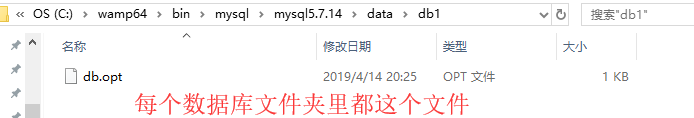 « OS (C:) › wamp64 › bin › mysql › mysql5.7.14 › data › db1
搜索"db1"
名称 修改日期 类型 大小
db.opt 2019/4/14 20:25 OPT 文件 1 KB
每个数据库文件夹里都这个文件